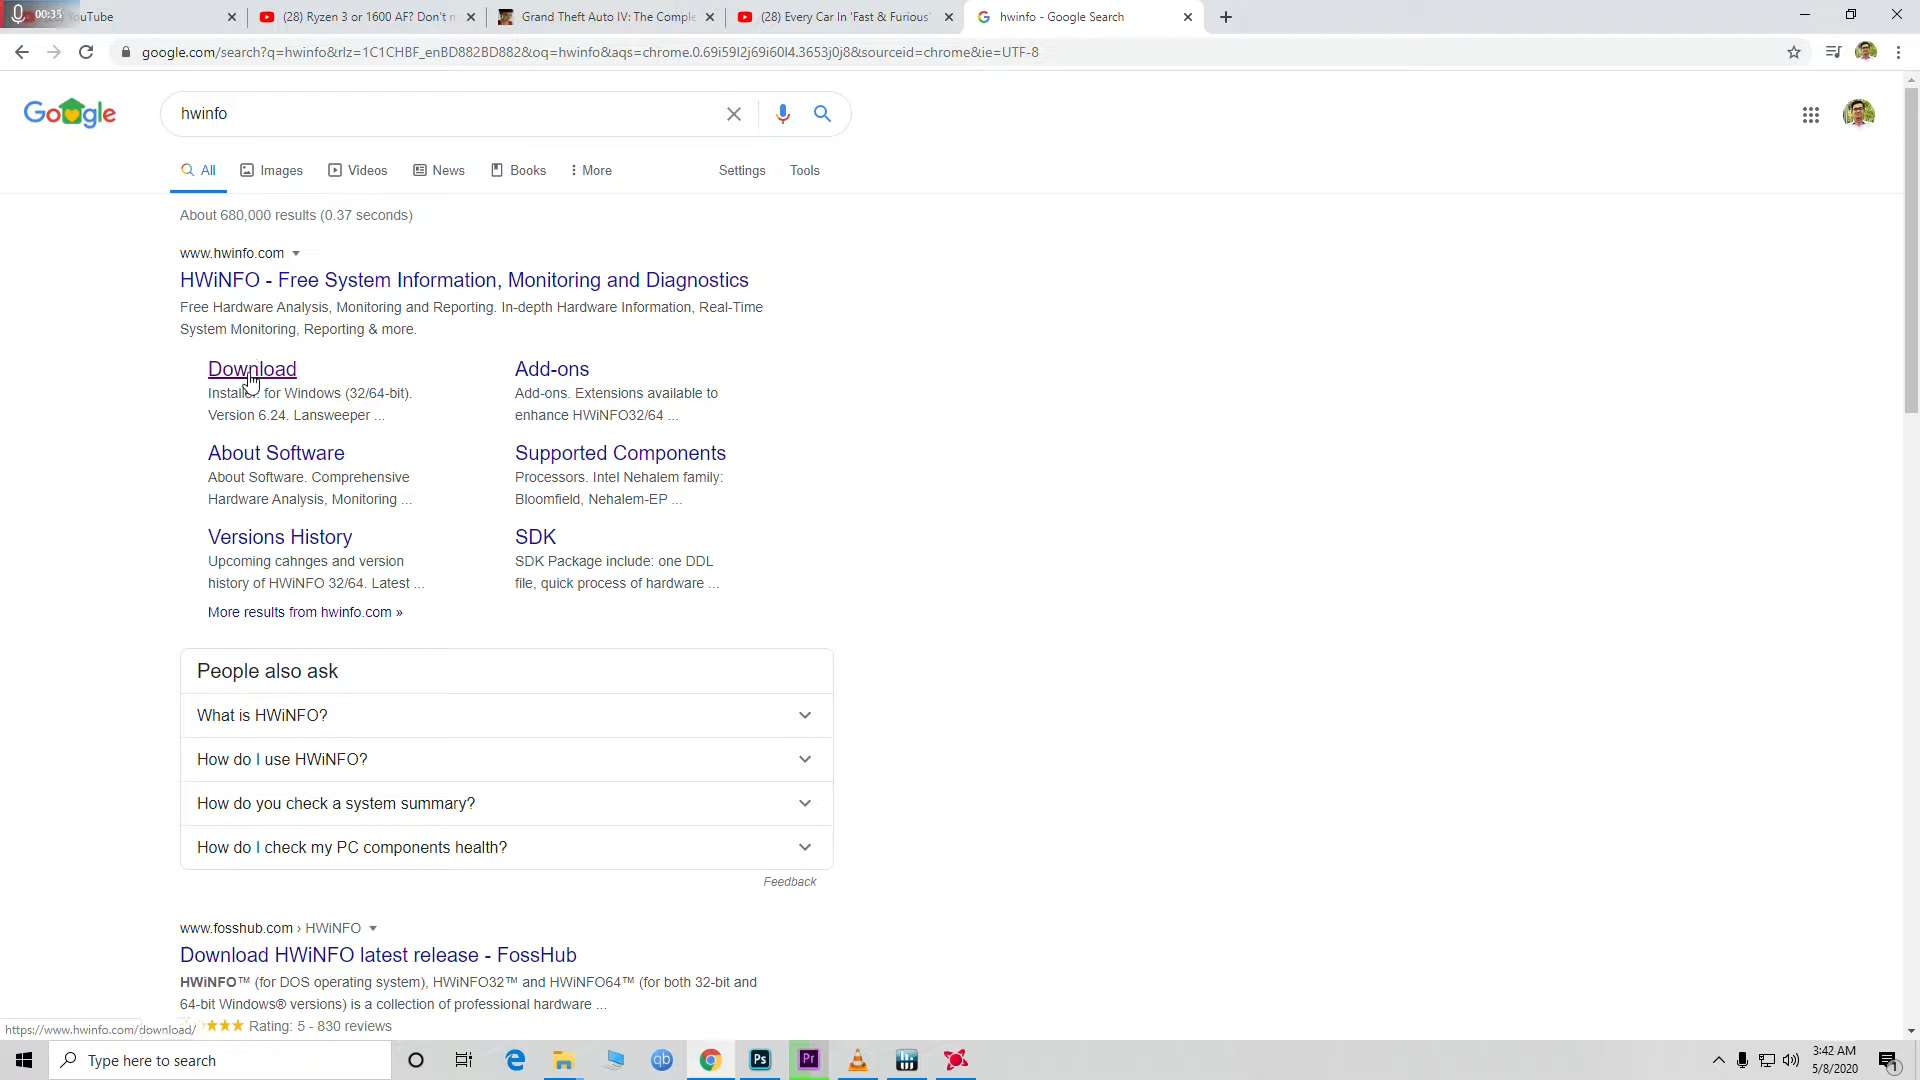 00:35
YouTube
(28) Ryzen 3 or 1600 AF? Don't m
Grand Theft Auto IV: The Comple
(28) Every Car In 'Fast & Furious'
hwinfo - Google Search
google.com/search?q=hwinfo&rlz=1C1CHBF_enBD882BD882&oq=hwinfo&aqs=chrome.0.69i59l2j69i60l4.3653j0j8&sourceid=chrome&ie=UTF-8
Google
hwinfo
All
Images
Videos
News
Books
More
Settings
Tools
About 680,000 results (0.37 seconds)
www.hwinfo.com
HWiNFO - Free System Information, Monitoring and Diagnostics
Free Hardware Analysis, Monitoring and Reporting. In-depth Hardware Information, Real-Time
System Monitoring, Reporting & more.
Download
Installer for Windows (32/64-bit).
Version 6.24. Lansweeper ...
Add-ons
Add-ons. Extensions available to
enhance HWiNFO32/64 ...
About Software
About Software. Comprehensive
Hardware Analysis, Monitoring ...
Supported Components
Processors. Intel Nehalem family:
Bloomfield, Nehalem-EP ...
Versions History
Upcoming cahnges and version
history of HWiNFO 32/64. Latest ...
SDK
SDK Package include: one DDL
file, quick process of hardware ...
More results from hwinfo.com »
People also ask
What is HWiNFO?
How do I use HWiNFO?
How do you check a system summary?
How do I check my PC components health?
Feedback
www.fosshub.com › HWiNFO
Download HWiNFO latest release - FossHub
HWiNFO™ (for DOS operating system), HWiNFO32™ and HWiNFO64™ (for both 32-bit and
64-bit Windows® versions) is a collection of professional hardware ...
Rating: 5 - 830 reviews
https://www.hwinfo.com/download/
Type here to search
qb
Ps
Pr
3:42 AM
5/8/2020
1